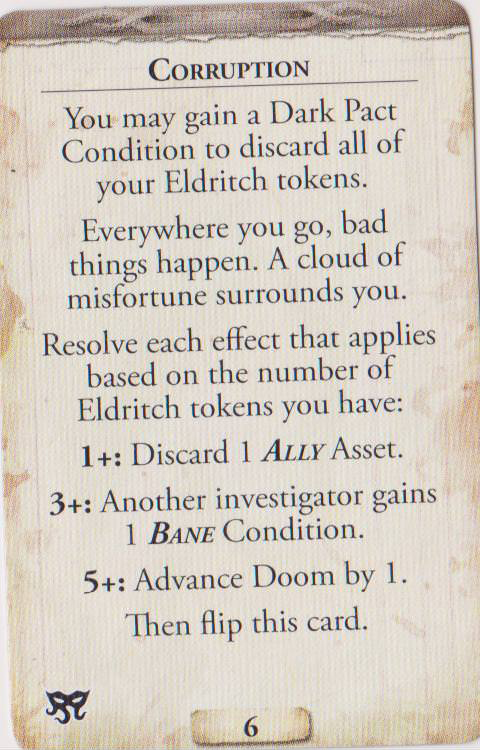 CORRUPTION
You may gain a Dark Pact
Condition to discard all of
your Eldritch tokens.
Everywhere you go, bad
things happen. A cloud of
misfortune surrounds you.
Resolve each effect that applies
based on the number of
Eldritch tokens you have:
1+: Discard 1 ALLY Asset.
3+: Another investigator gains
1 BANE Condition.
5+: Advance Doom by 1.
Then flip this card.
6